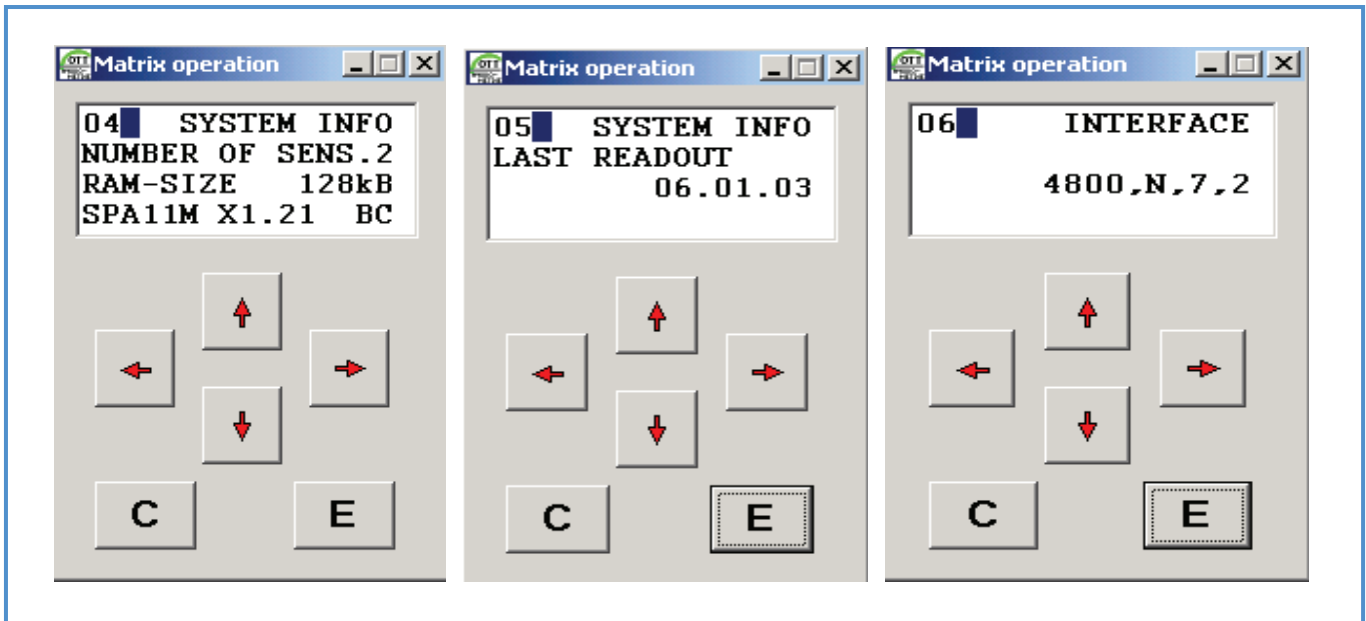 Matrix operation
04 SYSTEM INFO
NUMBER OF SENS.2
RAM-SIZE 128kB
SPA11M X1.21 BC
C E
Matrix operation
05 SYSTEM INFO
LAST READOUT
06.01.03
C E
Matrix operation
06 INTERFACE
4800,N,7,2
C E